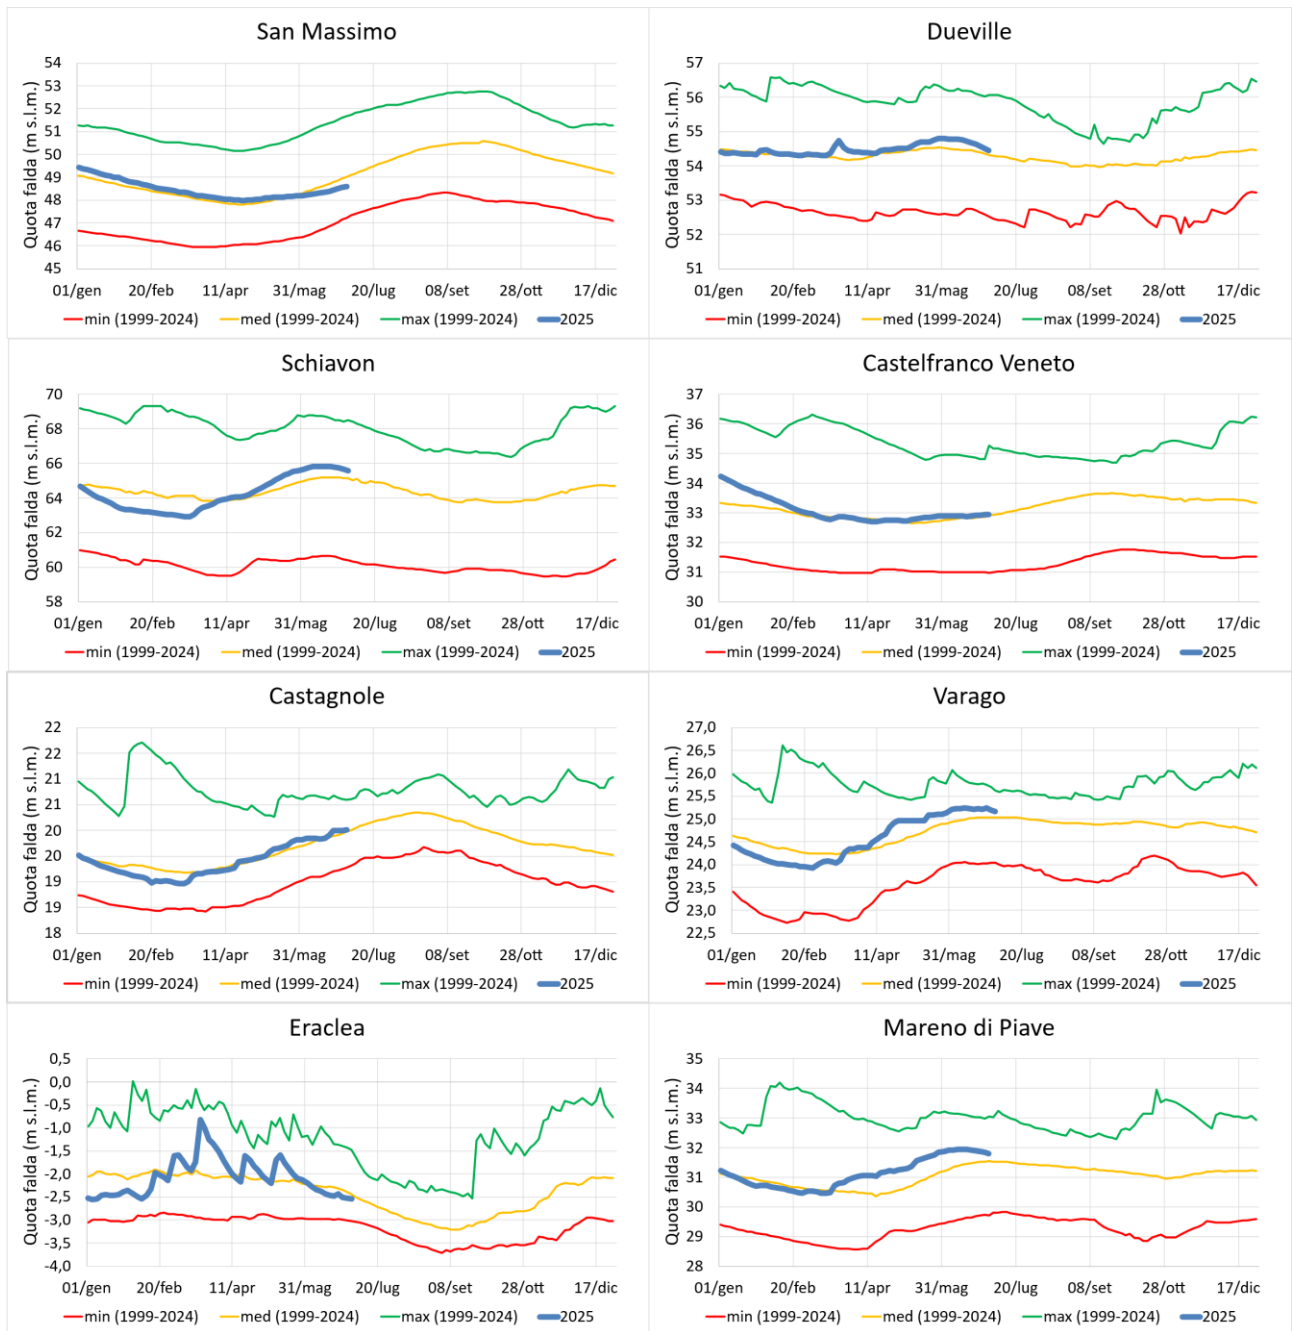 San Massimo
Quota falda (m s.l.m.)
54
53
52
51
50
49
48
47
46
45
01/gen 20/feb 11/apr 31/mag 20/lug 08/set 28/ott 17/dic
min (1999-2024) med (1999-2024) max (1999-2024) 2025
Dueville
Quota falda (m s.l.m.)
57
56
55
54
53
52
51
01/gen 20/feb 11/apr 31/mag 20/lug 08/set 28/ott 17/dic
min (1999-2024) med (1999-2024) max (1999-2024) 2025
Schiavon
Quota falda (m s.l.m.)
70
68
66
64
62
60
58
01/gen 20/feb 11/apr 31/mag 20/lug 08/set 28/ott 17/dic
min (1999-2024) med (1999-2024) max (1999-2024) 2025
Castelfranco Veneto
Quota falda (m s.l.m.)
37
36
35
34
33
32
31
30
01/gen 20/feb 11/apr 31/mag 20/lug 08/set 28/ott 17/dic
min (1999-2024) med (1999-2024) max (1999-2024) 2025
Castagnole
Quota falda (m s.l.m.)
22
22
21
21
20
20
19
19
18
01/gen 20/feb 11/apr 31/mag 20/lug 08/set 28/ott 17/dic
min (1999-2024) med (1999-2024) max (1999-2024) 2025
Varago
Quota falda (m s.l.m.)
27,0
26,5
26,0
25,5
25,0
24,5
24,0
23,5
23,0
22,5
01/gen 20/feb 11/apr 31/mag 20/lug 08/set 28/ott 17/dic
min (1999-2024) med (1999-2024) max (1999-2024) 2025
Eraclea
Quota falda (m s.l.m.)
0,5
0,0
-0,5
-1,0
-1,5
-2,0
-2,5
-3,0
-3,5
-4,0
01/gen 20/feb 11/apr 31/mag 20/lug 08/set 28/ott 17/dic
min (1999-2024) med (1999-2024) max (1999-2024) 2025
Mareno di Piave
Quota falda (m s.l.m.)
35
34
33
32
31
30
29
28
01/gen 20/feb 11/apr 31/mag 20/lug 08/set 28/ott 17/dic
min (1999-2024) med (1999-2024) max (1999-2024) 2025